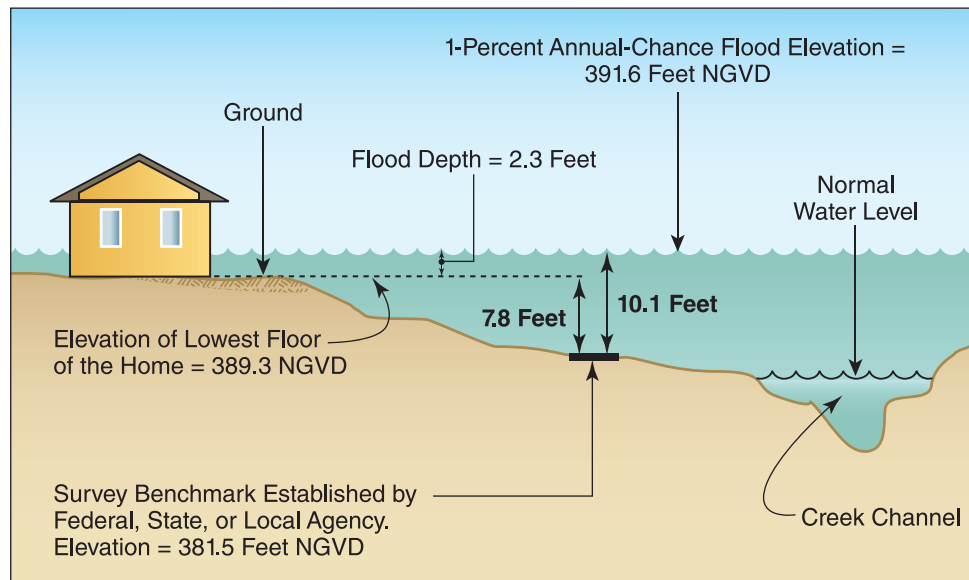 1-Percent Annual-Chance Flood Elevation =
391.6 Feet NGVD
Ground
Flood Depth = 2.3 Feet
Normal
Water Level
7.8 Feet
10.1 Feet
Elevation of Lowest Floor
of the Home = 389.3 NGVD
Survey Benchmark Established by
Federal, State, or Local Agency.
Elevation = 381.5 Feet NGVD
Creek Channel